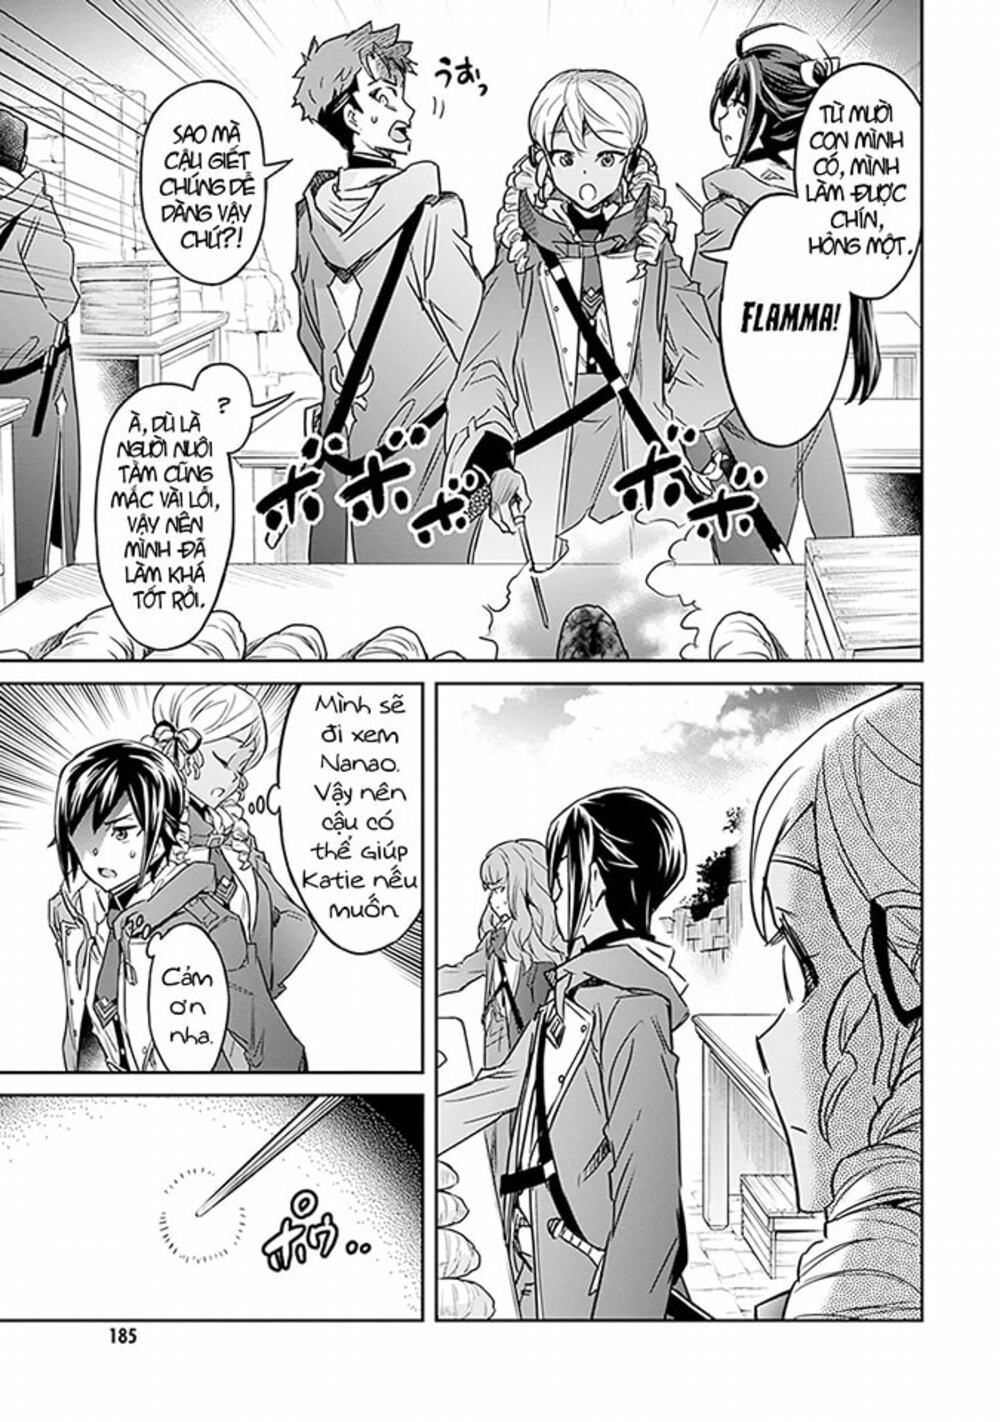 TỪ MƯỜI
CON MÌNH
CÓ, MÌNH
LÀM ĐƯỢC
CHÍN,
HỎNG MỘT.
FLAMMA!
うおっ
SAO MÀ
CẬU GIẾT
CHÚNG DỄ
DÀNG VẬY
CHỨ?!
?
À, DÙ LÀ
NGƯỜI NUÔI
TẰM CŨNG
MẮC VÀI LỖI,
VẬY NÊN
MÌNH ĐÃ
LÀM KHÁ
TỐT RỒI.
ボボボボ
Mình sẽ
đi xem
Nanao.
Vậy nên
cậu có
thể giúp
Katie nếu
muốn.
Cảm
ơn
nha.
ポゥ..
185